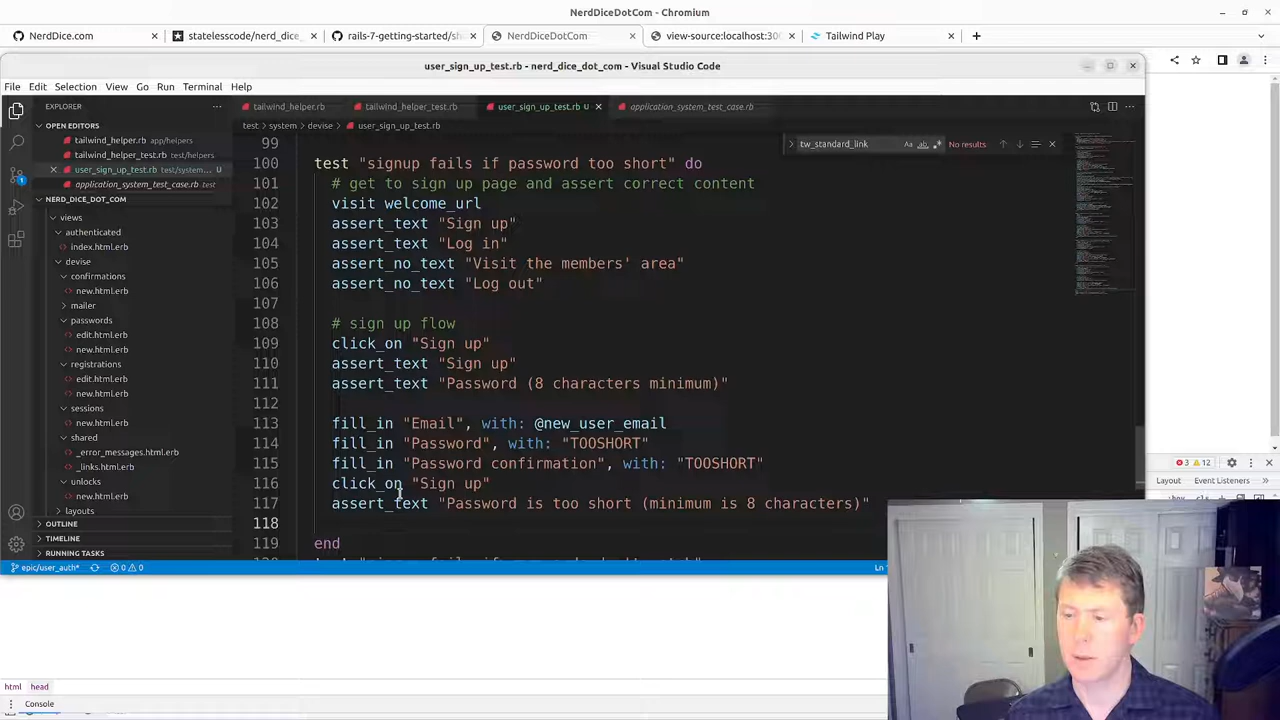 NerdDiceDotCom - Chromium
NerdDice.com
statelesscode/nerd_dice_
rails-7-getting-started/sh
NerdDiceDotCom
view-source:localhost:300
Tailwind Play
user_sign_up_test.rb - nerd_dice_dot_com - Visual Studio Code
File Edit Selection View Go Run Terminal Help
EXPLORER
tailwind_helper.rb
tailwind_helper_test.rb
user_sign_up_test.rb U
application_system_test_case.rb
OPEN EDITORS
tailwind_helper.rb app/helpers
tailwind_helper_test.rb test/helpers
user_sign_up_test.rb test/system... U
application_system_test_case.rb test
NERD_DICE_DOT_COM
views
authenticated
index.html.erb
devise
confirmations
new.html.erb
mailer
passwords
edit.html.erb
new.html.erb
registrations
edit.html.erb
new.html.erb
sessions
new.html.erb
shared
_error_messages.html.erb
_links.html.erb
unlocks
new.html.erb
layouts
OUTLINE
TIMELINE
RUNNING TASKS
test > system > devise > user_sign_up_test.rb
tw_standard_link
No results
99
100 test "signup fails if password too short" do
101 # get to sign up page and assert correct content
102 visit welcome_url
103 assert_text "Sign up"
104 assert_text "Log in"
105 assert_no_text "Visit the members' area"
106 assert_no_text "Log out"
107
108 # sign up flow
109 click_on "Sign up"
110 assert_text "Sign up"
111 assert_text "Password (8 characters minimum)"
112
113 fill_in "Email", with: @new_user_email
114 fill_in "Password", with: "TOOSHORT"
115 fill_in "Password confirmation", with: "TOOSHORT"
116 click_on "Sign up"
117 assert_text "Password is too short (minimum is 8 characters)"
118
119 end
epic/user_auth*
0 0
3 12
Layout Event Listeners
html head
Console